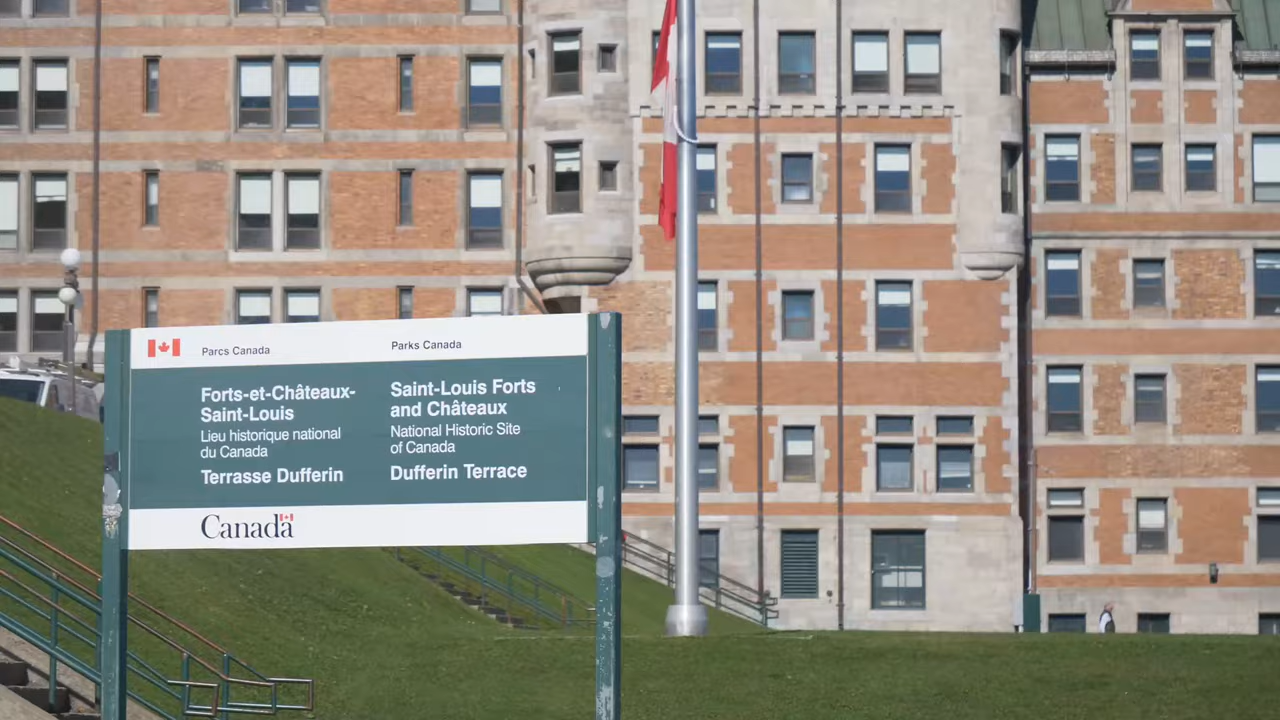 Parcs Canada
Parks Canada
Forts-et-Châteaux-
Saint-Louis
Lieu historique national
du Canada
Terrasse Dufferin
Saint-Louis Forts
and Châteaux
National Historic Site
of Canada
Dufferin Terrace
Canada